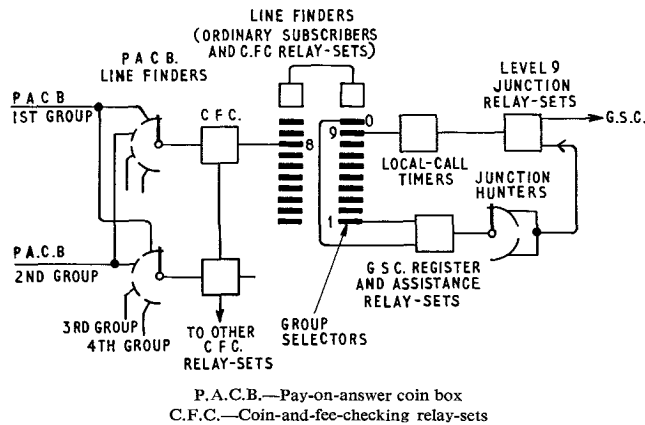 LINE FINDERS
(ORDINARY SUBSCRIBERS
AND C.FC RELAY-SETS)
P A C B.
LINE FINDERS
LEVEL 9
JUNCTION
RELAY-SETS
P A C B
1ST GROUP
C F C.
0
9
8
G.S.C.
LOCAL-CALL
TIMERS
JUNCTION
HUNTERS
1
P.A.C.B
2ND GROUP
G S C. REGISTER
AND ASSISTANCE
RELAY-SETS
3RD GROUP
4TH GROUP
TO OTHER
C F C.
RELAY-SETS
GROUP
SELECTORS
P.A.C.B.—Pay-on-answer coin box
C.F.C.—Coin-and-fee-checking relay-sets